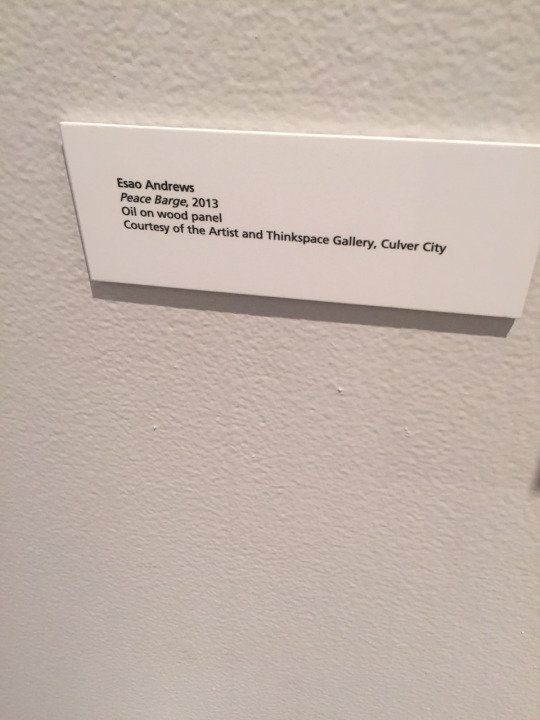 Esao Andrews
Peace Barge, 2013
Oil on wood panel
Courtesy of the Artist and Thinkspace Gallery, Culver City